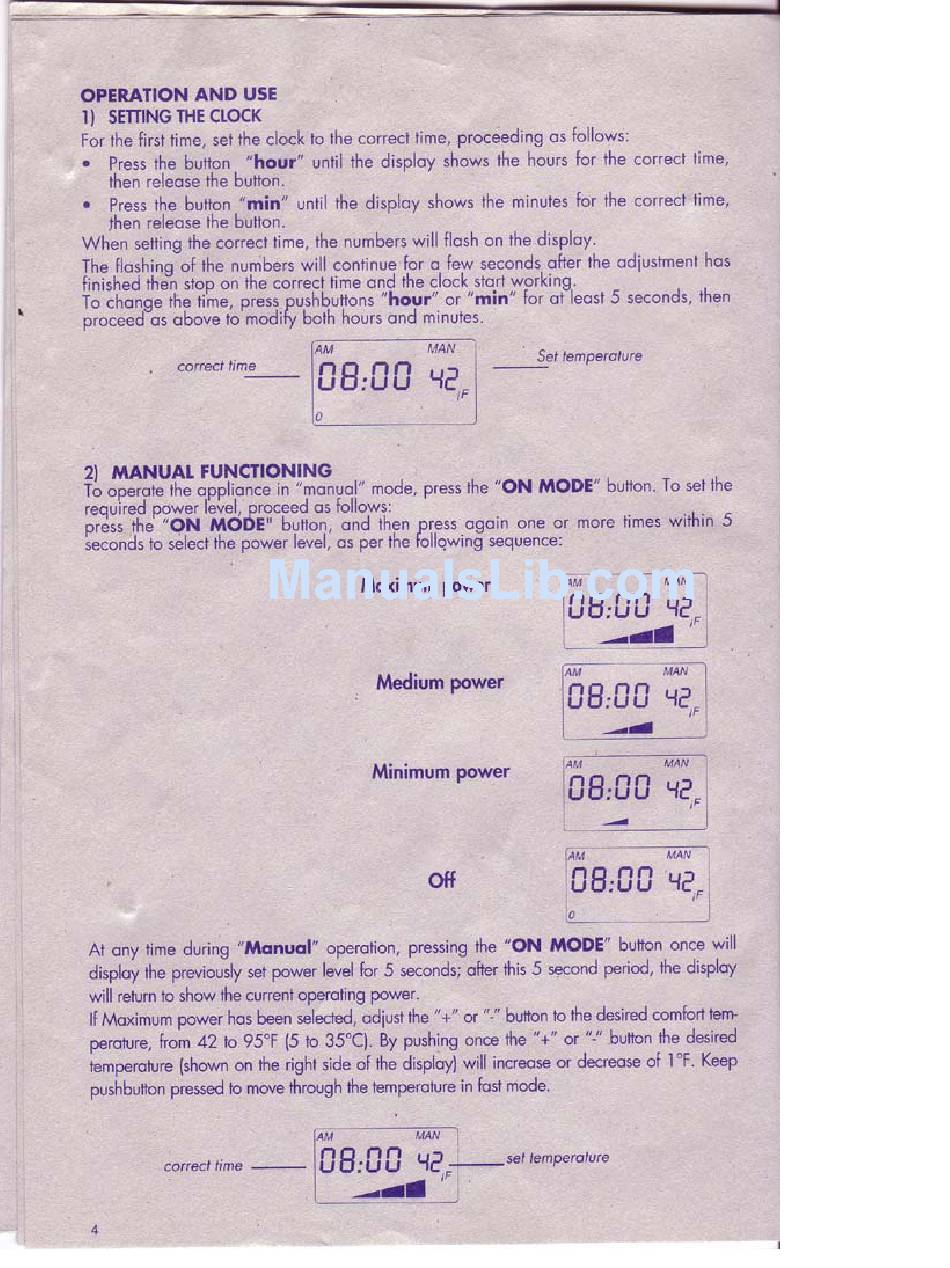 OPERATION AND USE
1) SETTING THE CLOCK
For the first time, set the clock to the correct time, proceeding as follows:
• Press the button "hour" until the display shows the hours for the correct time,
then release the button.
• Press the button "min" until the display shows the minutes for the correct time,
then release the button.
When setting the correct time, the numbers will flash on the display.
The flashing of the numbers will continue for a few seconds after the adjustment has
finished then stop on the correct time and the clock start working.
To change the time, press pushbuttons "hour" or "min" for at least 5 seconds, then
proceed as above to modify both hours and minutes.
AM MAN
correct time 08:00 42 °F Set temperature
0
2) MANUAL FUNCTIONING
To operate the appliance in "manual" mode, press the "ON MODE" button. To set the
required power level, proceed as follows:
press the "ON MODE" button, and then press again one or more times within 5
seconds to select the power level, as per the following sequence:
ManualsLib.com
AM MAN
Maximum power 08:00 42 °F
AM MAN
Medium power 08:00 42 °F
AM MAN
Minimum power 08:00 42 °F
AM MAN
Off 08:00 42 °F
0
At any time during "Manual" operation, pressing the "ON MODE" button once will
display the previously set power level for 5 seconds; after this 5 second period, the display
will return to show the current operating power.
If Maximum power has been selected, adjust the "+" or "-" button to the desired comfort tem-
perature, from 42 to 95°F (5 to 35°C). By pushing once the "+" or "-" button the desired
temperature (shown on the right side of the display) will increase or decrease of 1°F. Keep
pushbutton pressed to move through the temperature in fast mode.
AM MAN
correct time 08:00 42 °F set temperature
4